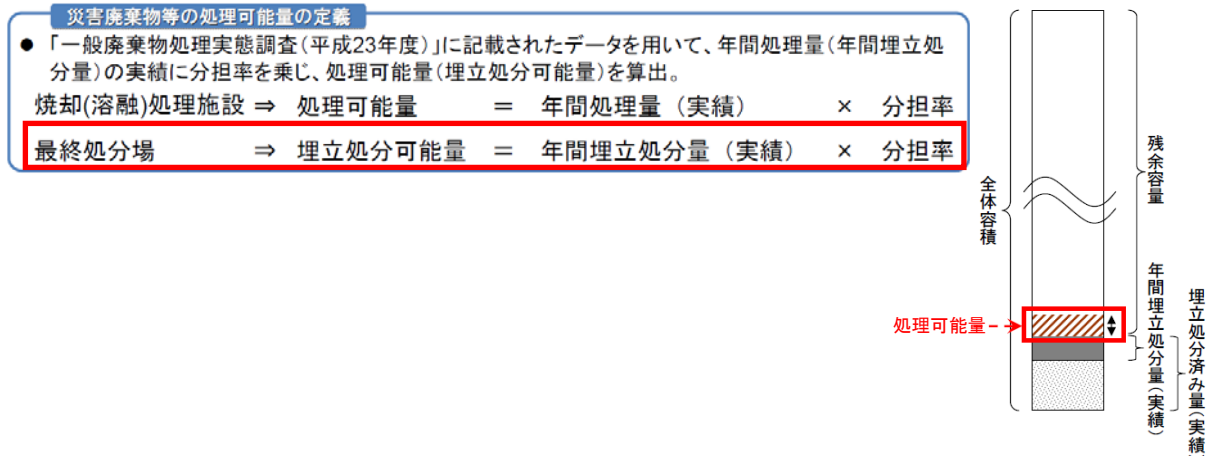 災害廃棄物等の処理可能量の定義
● 「一般廃棄物処理実態調査(平成23年度)」に記載されたデータを用いて、年間処理量(年間埋立処
分量)の実績に分担率を乗じ、処理可能量(埋立処分可能量)を算出。
焼却(溶融)処理施設 ⇒ 処理可能量 = 年間処理量(実績) × 分担率
最終処分場 ⇒ 埋立処分可能量 = 年間埋立処分量(実績) × 分担率
全体容積
残余容量
処理可能量
年間埋立処分量(実績)
埋立処分済み量(実績